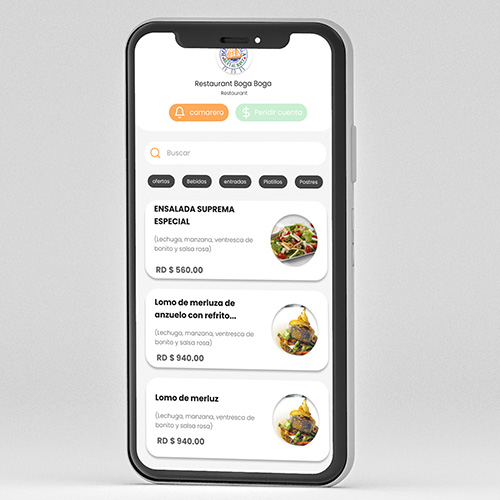 Restaurant Boga Boga
Restaurant
camarero
$ Pendir cuenta
Buscar
ofertas Bebidas entradas Platillos Postres
ENSALADA SUPREMA
ESPECIAL
(Lechuga, manzana, ventresca de
bonito y salsa rosa)
RD $ 560.00
Lomo de merluza de
anzuelo con refrito...
(Lechuga, manzana, ventresca de
bonito y salsa rosa)
RD $ 940.00
Lomo de merluz
(Lechuga, manzana, ventresca de
bonito y salsa rosa)
RD $ 940.00